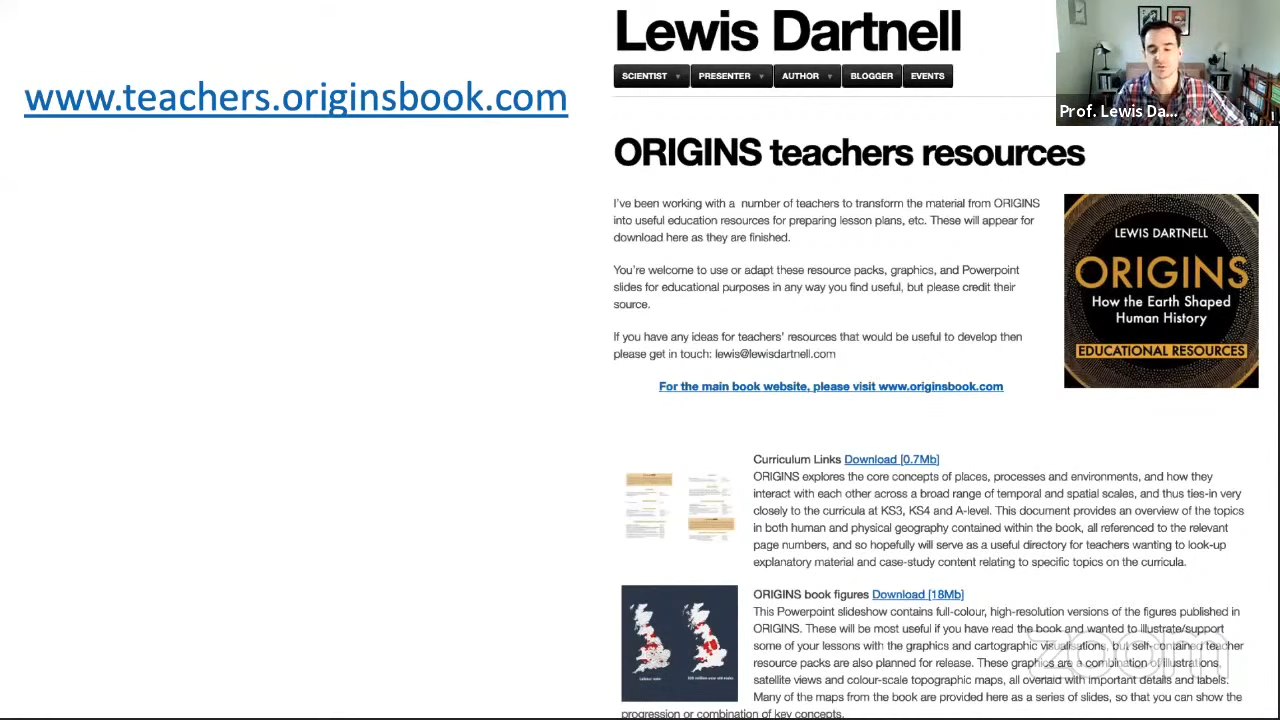 www.teachers.originsbook.com
Lewis Dartnell
SCIENTIST PRESENTER AUTHOR BLOGGER EVENTS
Prof. Lewis Da...
ORIGINS teachers resources
I've been working with a number of teachers to transform the material from ORIGINS
into useful education resources for preparing lesson plans, etc. These will appear for
download here as they are finished.
You're welcome to use or adapt these resource packs, graphics, and Powerpoint
slides for educational purposes in any way you find useful, but please credit their
source.
If you have any ideas for teachers' resources that would be useful to develop then
please get in touch: lewis@lewisdartnell.com
For the main book website, please visit www.originsbook.com
LEWIS DARTNELL
ORIGINS
How the Earth Shaped
Human History
EDUCATIONAL RESOURCES
Curriculum Links Download [0.7Mb]
ORIGINS explores the core concepts of places, processes and environments, and how they
interact with each other across a broad range of temporal and spatial scales, and thus ties-in very
closely to the curricula at KS3, KS4 and A-level. This document provides an overview of the topics
in both human and physical geography contained within the book, all referenced to the relevant
page numbers, and so hopefully will serve as a useful directory for teachers wanting to look-up
explanatory material and case-study content relating to specific topics on the curricula.
ORIGINS book figures Download [18Mb]
This Powerpoint slideshow contains full-colour, high-resolution versions of the figures published in
ORIGINS. These will be most useful if you have read the book and wanted to illustrate/support
some of your lessons with the graphics and cartographic visualisations, but self-contained teacher
resource packs are also planned for release. These graphics are a combination of illustrations,
satellite views and colour-scale topographic maps, all overlaid with important details and labels.
Many of the maps from the book are provided here as a series of slides, so that you can show the
progression or combination of key concepts.
zoom